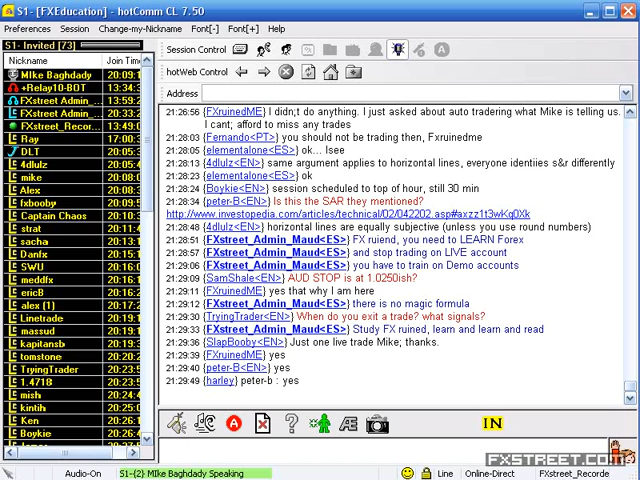 S1- [FXEducation] - hotComm CL 7.50
Preferences Session Change-my-Nickname Font[-] Font[+] Help
S1- Invited [73]
Nickname Join Time
MIke Baghdady 20:09:1
+Relay10-BOT 13:34:3
FXstreet Admin_... 13:59:2
FXstreet Admin_... 20:33:2
FXstreet_Recor... 13:49:0
Ray 17:00:3
DLT 20:05:3
4dlulz 20:05:4
mike 20:08:1
Alex 20:09:3
fxbooby 20:09:5
Captain Chaos 20:10:4
strat 20:11:4
sacha 20:13:0
Danfx 20:15:1
SWU 20:16:0
meddfx 20:16:2
ericB 20:17:2
alex (1) 20:17:2
Linetrade 20:18:1
massud 20:19:1
kapitansb 20:19:3
tomstone 20:21:3
TryingTrader 20:23:5
1.4718 20:23:5
mish 20:24:4
kintih 20:25:0
Ken 20:26:1
Boykie 20:26:2
Session Control
hotWeb Control
Address
21:26:56 {FXruinedME} I didn;t do anything. I just asked about auto tradering what Mike is telling us.
I cant; afford to miss any trades
21:28:03 {Fernando<PT>} you should not be trading then, Fxruinedme
21:28:05 {elementalone<ES>} ok... Isee
21:28:13 {4dlulz<EN>} same argument applies to horizontal lines, everyone identiies s&r differently
21:28:23 {elementalone<ES>} ok
21:28:24 {Boykie<EN>} session scheduled to top of hour, still 30 min
21:28:34 {peter-B<EN>} Is this the SAR they mentioned?
http://www.investopedia.com/articles/technical/02/042202.asp#axzz1t3wKq0Xk
21:28:48 {4dlulz<EN>} horizontal lines are equally subjective (unless you use round numbers)
21:28:51 {FXstreet_Admin_Maud<ES>} FX ruiend, you need to LEARN Forex
21:28:57 {FXstreet_Admin_Maud<ES>} and stop trading on LIVE account
21:29:06 {FXstreet_Admin_Maud<ES>} you have to train on Demo accounts
21:29:09 {SamShale<EN>} AUD STOP is at 1.0250ish?
21:29:11 {FXruinedME} yes that why I am here
21:29:12 {FXstreet_Admin_Maud<ES>} there is no magic formula
21:29:30 {TryingTrader<EN>} When do you exit a trade? what signals?
21:29:33 {FXstreet_Admin_Maud<ES>} Study FX ruined, learn and learn and read
21:29:36 {SlapBooby<EN>} Just one live trade Mike; thanks.
21:29:39 {FXruinedME} yes
21:29:40 {peter-B<EN>} yes
21:29:49 {harley} peter-b : yes
IN
FXSTREET.COM
Audio-On S1-{2} MIke Baghdady Speaking Line Online-Direct FXstreet_Recorde